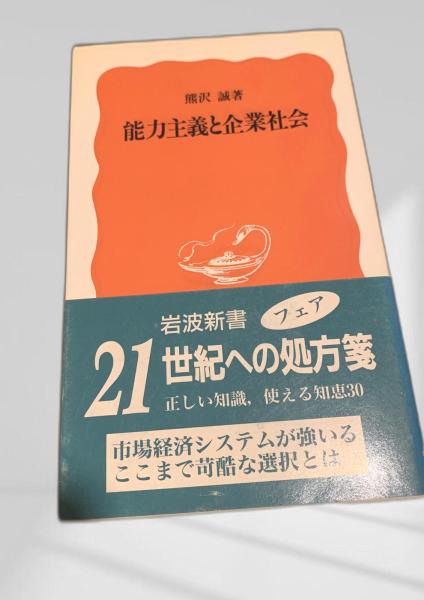 熊沢 誠著
能力主義と企業社会
岩波新書 フェア
21世紀への処方箋
正しい知識，使える知恵30
市場経済システムが強いる
ここまで苛酷な選択とは